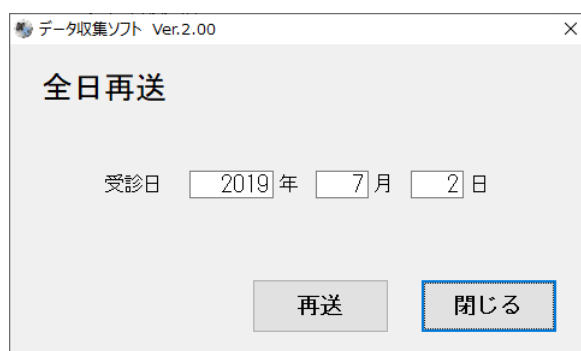 データ収集ソフト Ver.2.00
全日再送
受診日 2019 年 7 月 2 日
再送 閉じる